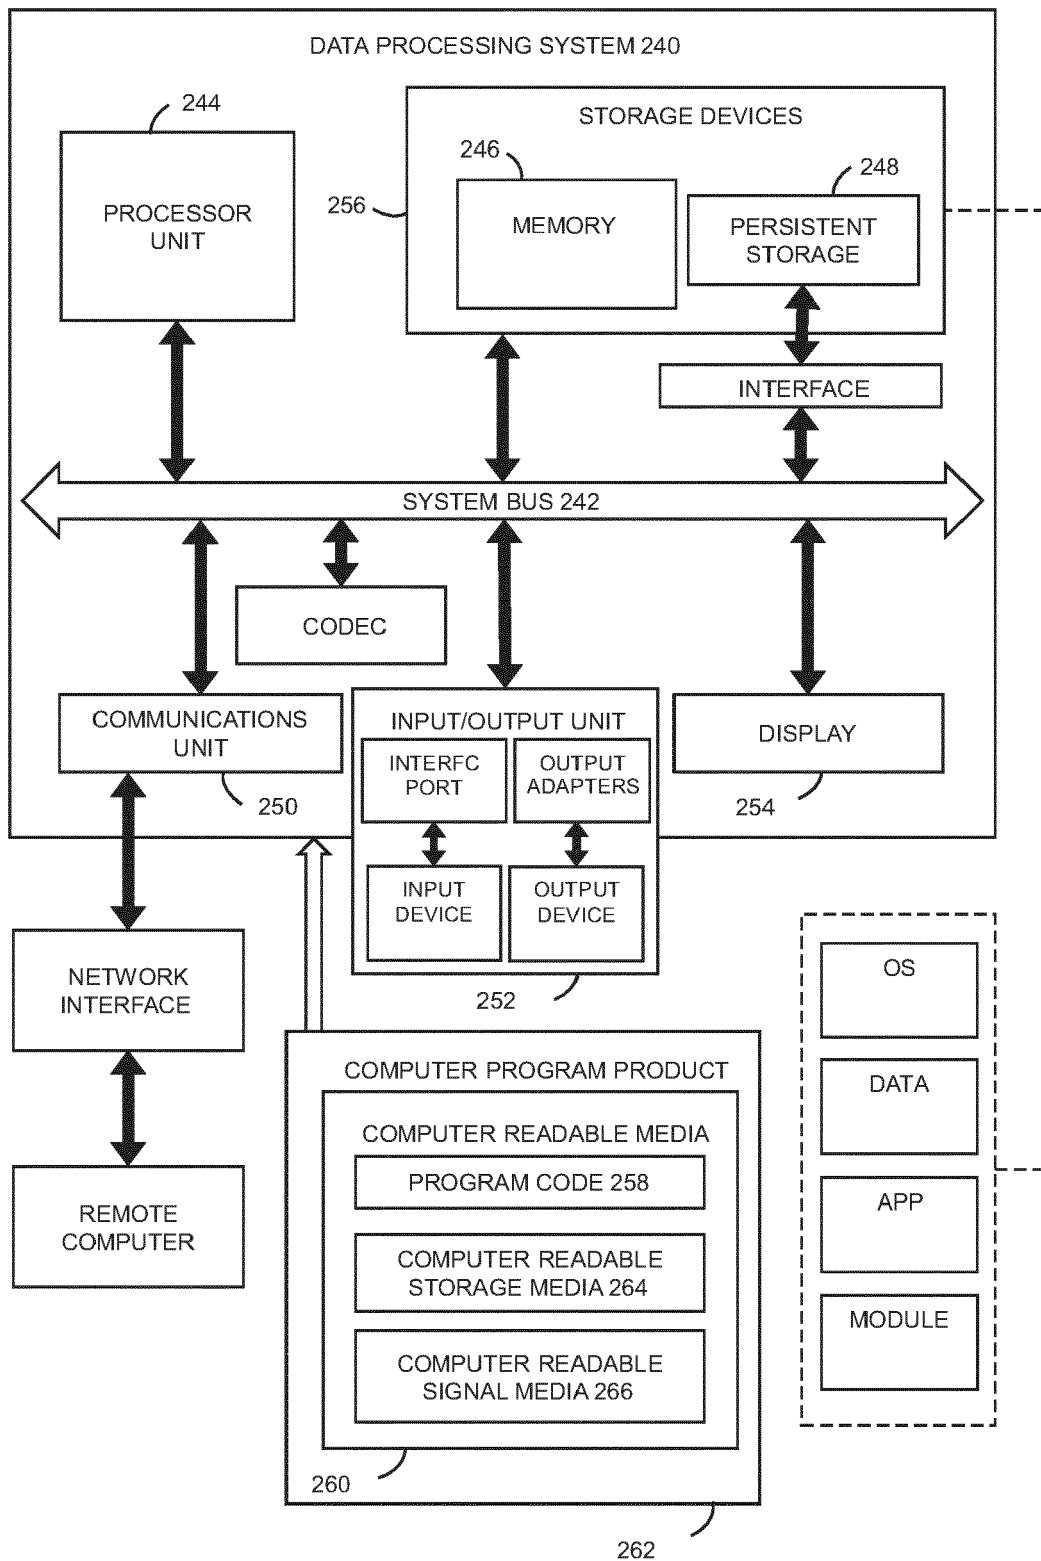 DATA PROCESSING SYSTEM 240
244
STORAGE DEVICES
246
248
256
PROCESSOR
UNIT
MEMORY
PERSISTENT
STORAGE
INTERFACE
SYSTEM BUS 242
CODEC
COMMUNICATIONS
UNIT
250
INPUT/OUTPUT UNIT
INTERFC
PORT
OUTPUT
ADAPTERS
DISPLAY
254
INPUT
DEVICE
OUTPUT
DEVICE
252
NETWORK
INTERFACE
REMOTE
COMPUTER
COMPUTER PROGRAM PRODUCT
COMPUTER READABLE MEDIA
PROGRAM CODE 258
COMPUTER READABLE
STORAGE MEDIA 264
COMPUTER READABLE
SIGNAL MEDIA 266
260
262
OS
DATA
APP
MODULE